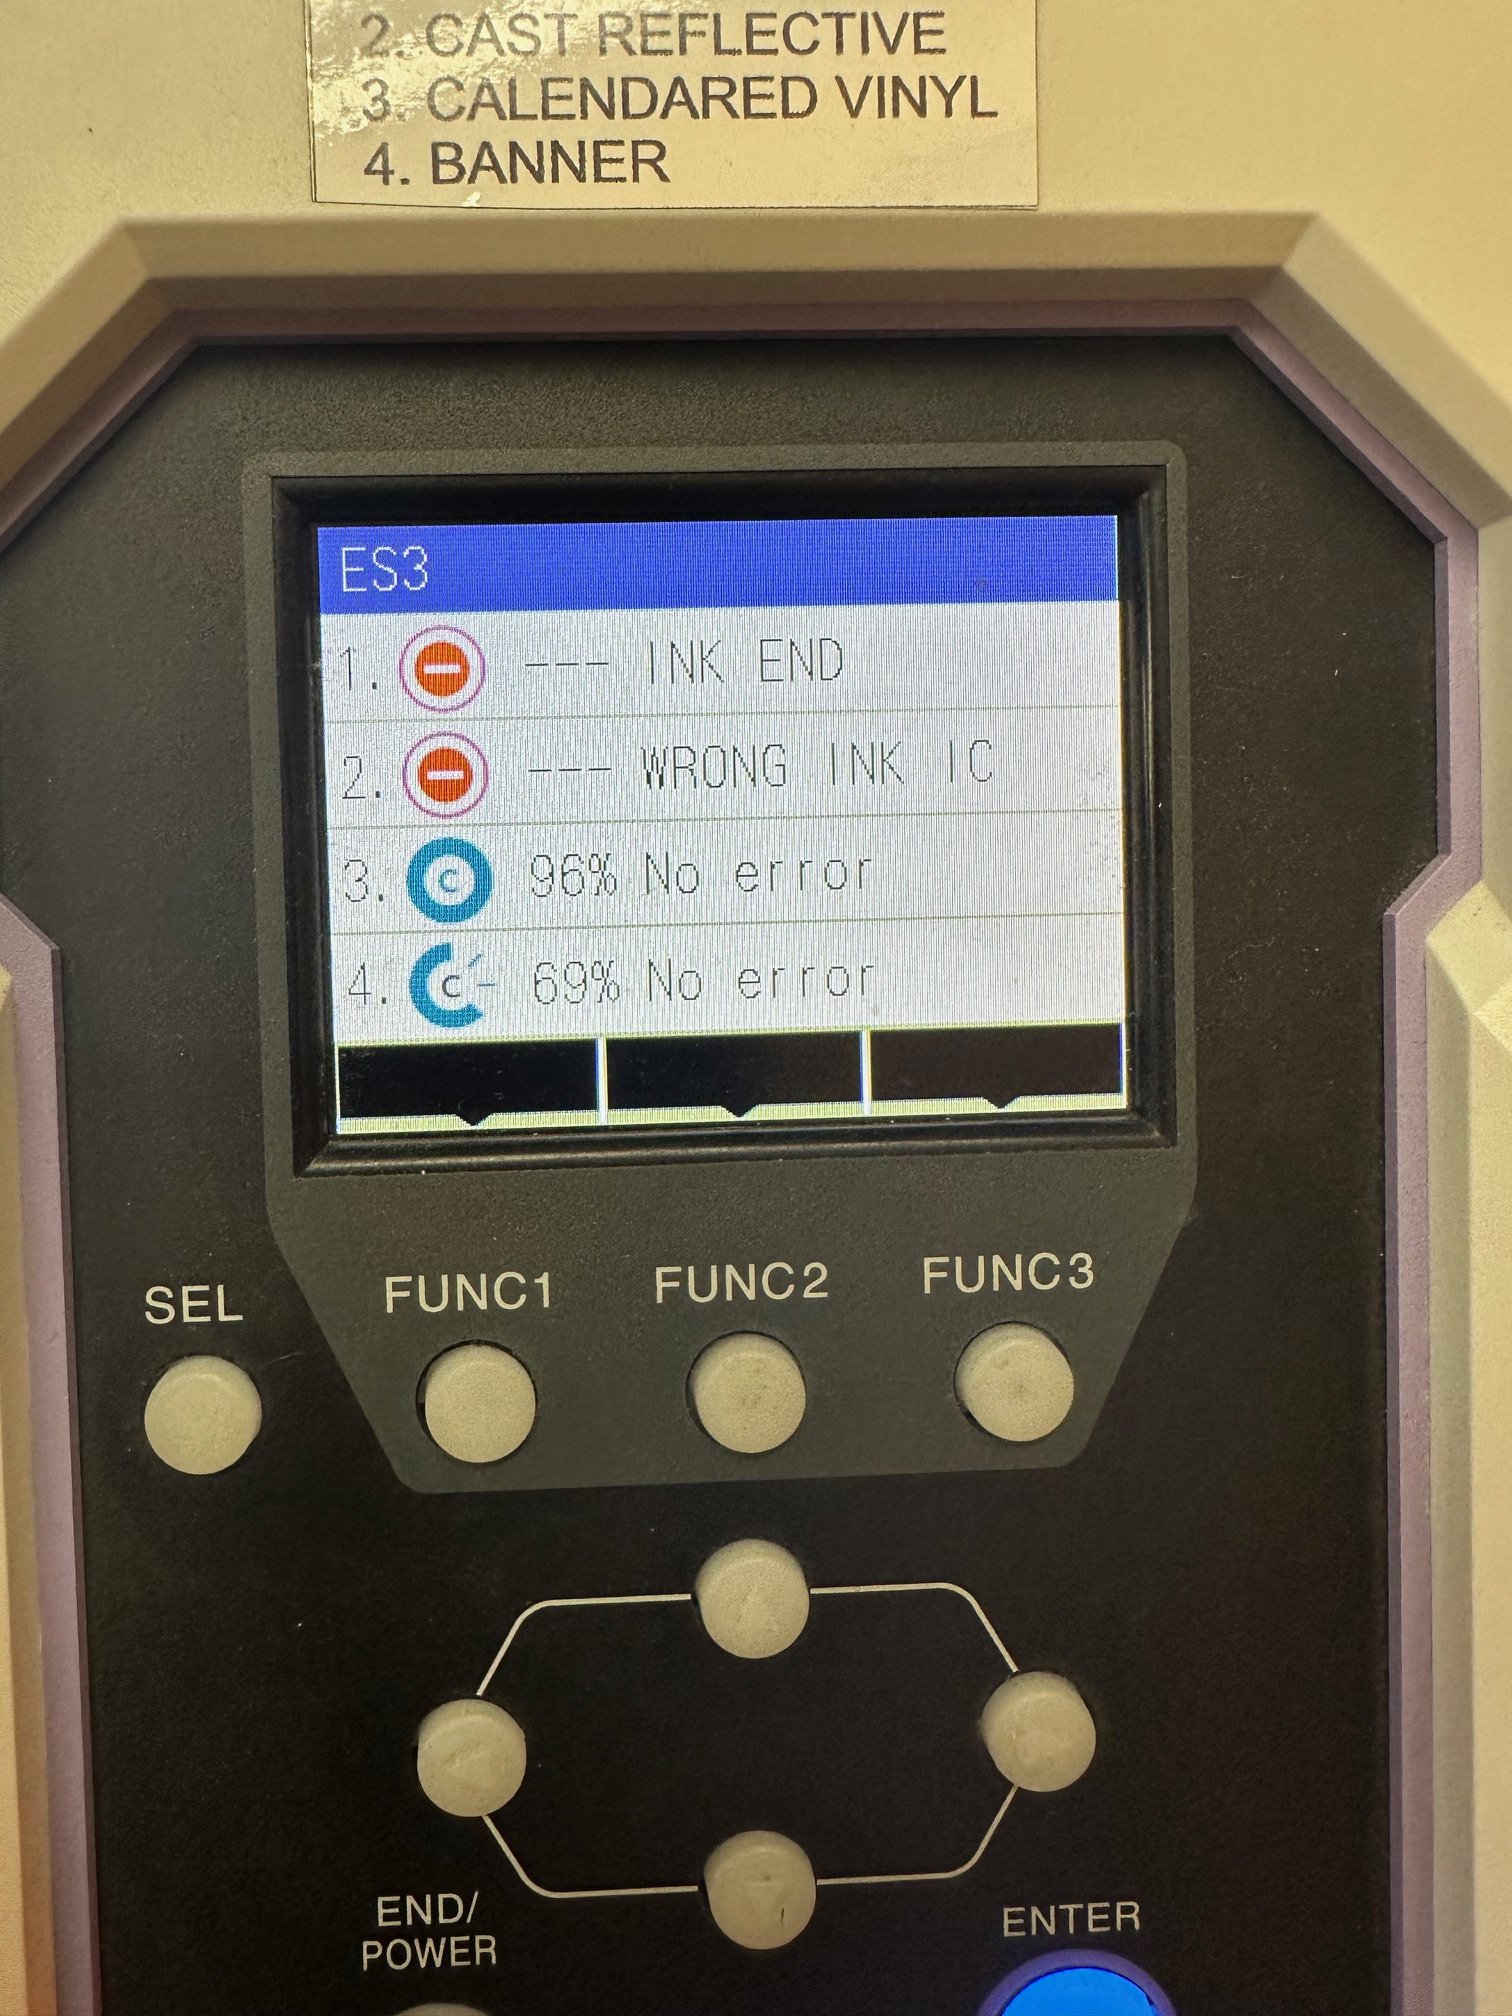 2. CAST REFLECTIVE
3. CALENDARED VINYL
4. BANNER
ES3
1. --- INK END
2. --- WRONG INK IC
3. C 96% No error
4. C 69% No error
SEL FUNC1 FUNC2 FUNC3
END/
POWER
ENTER